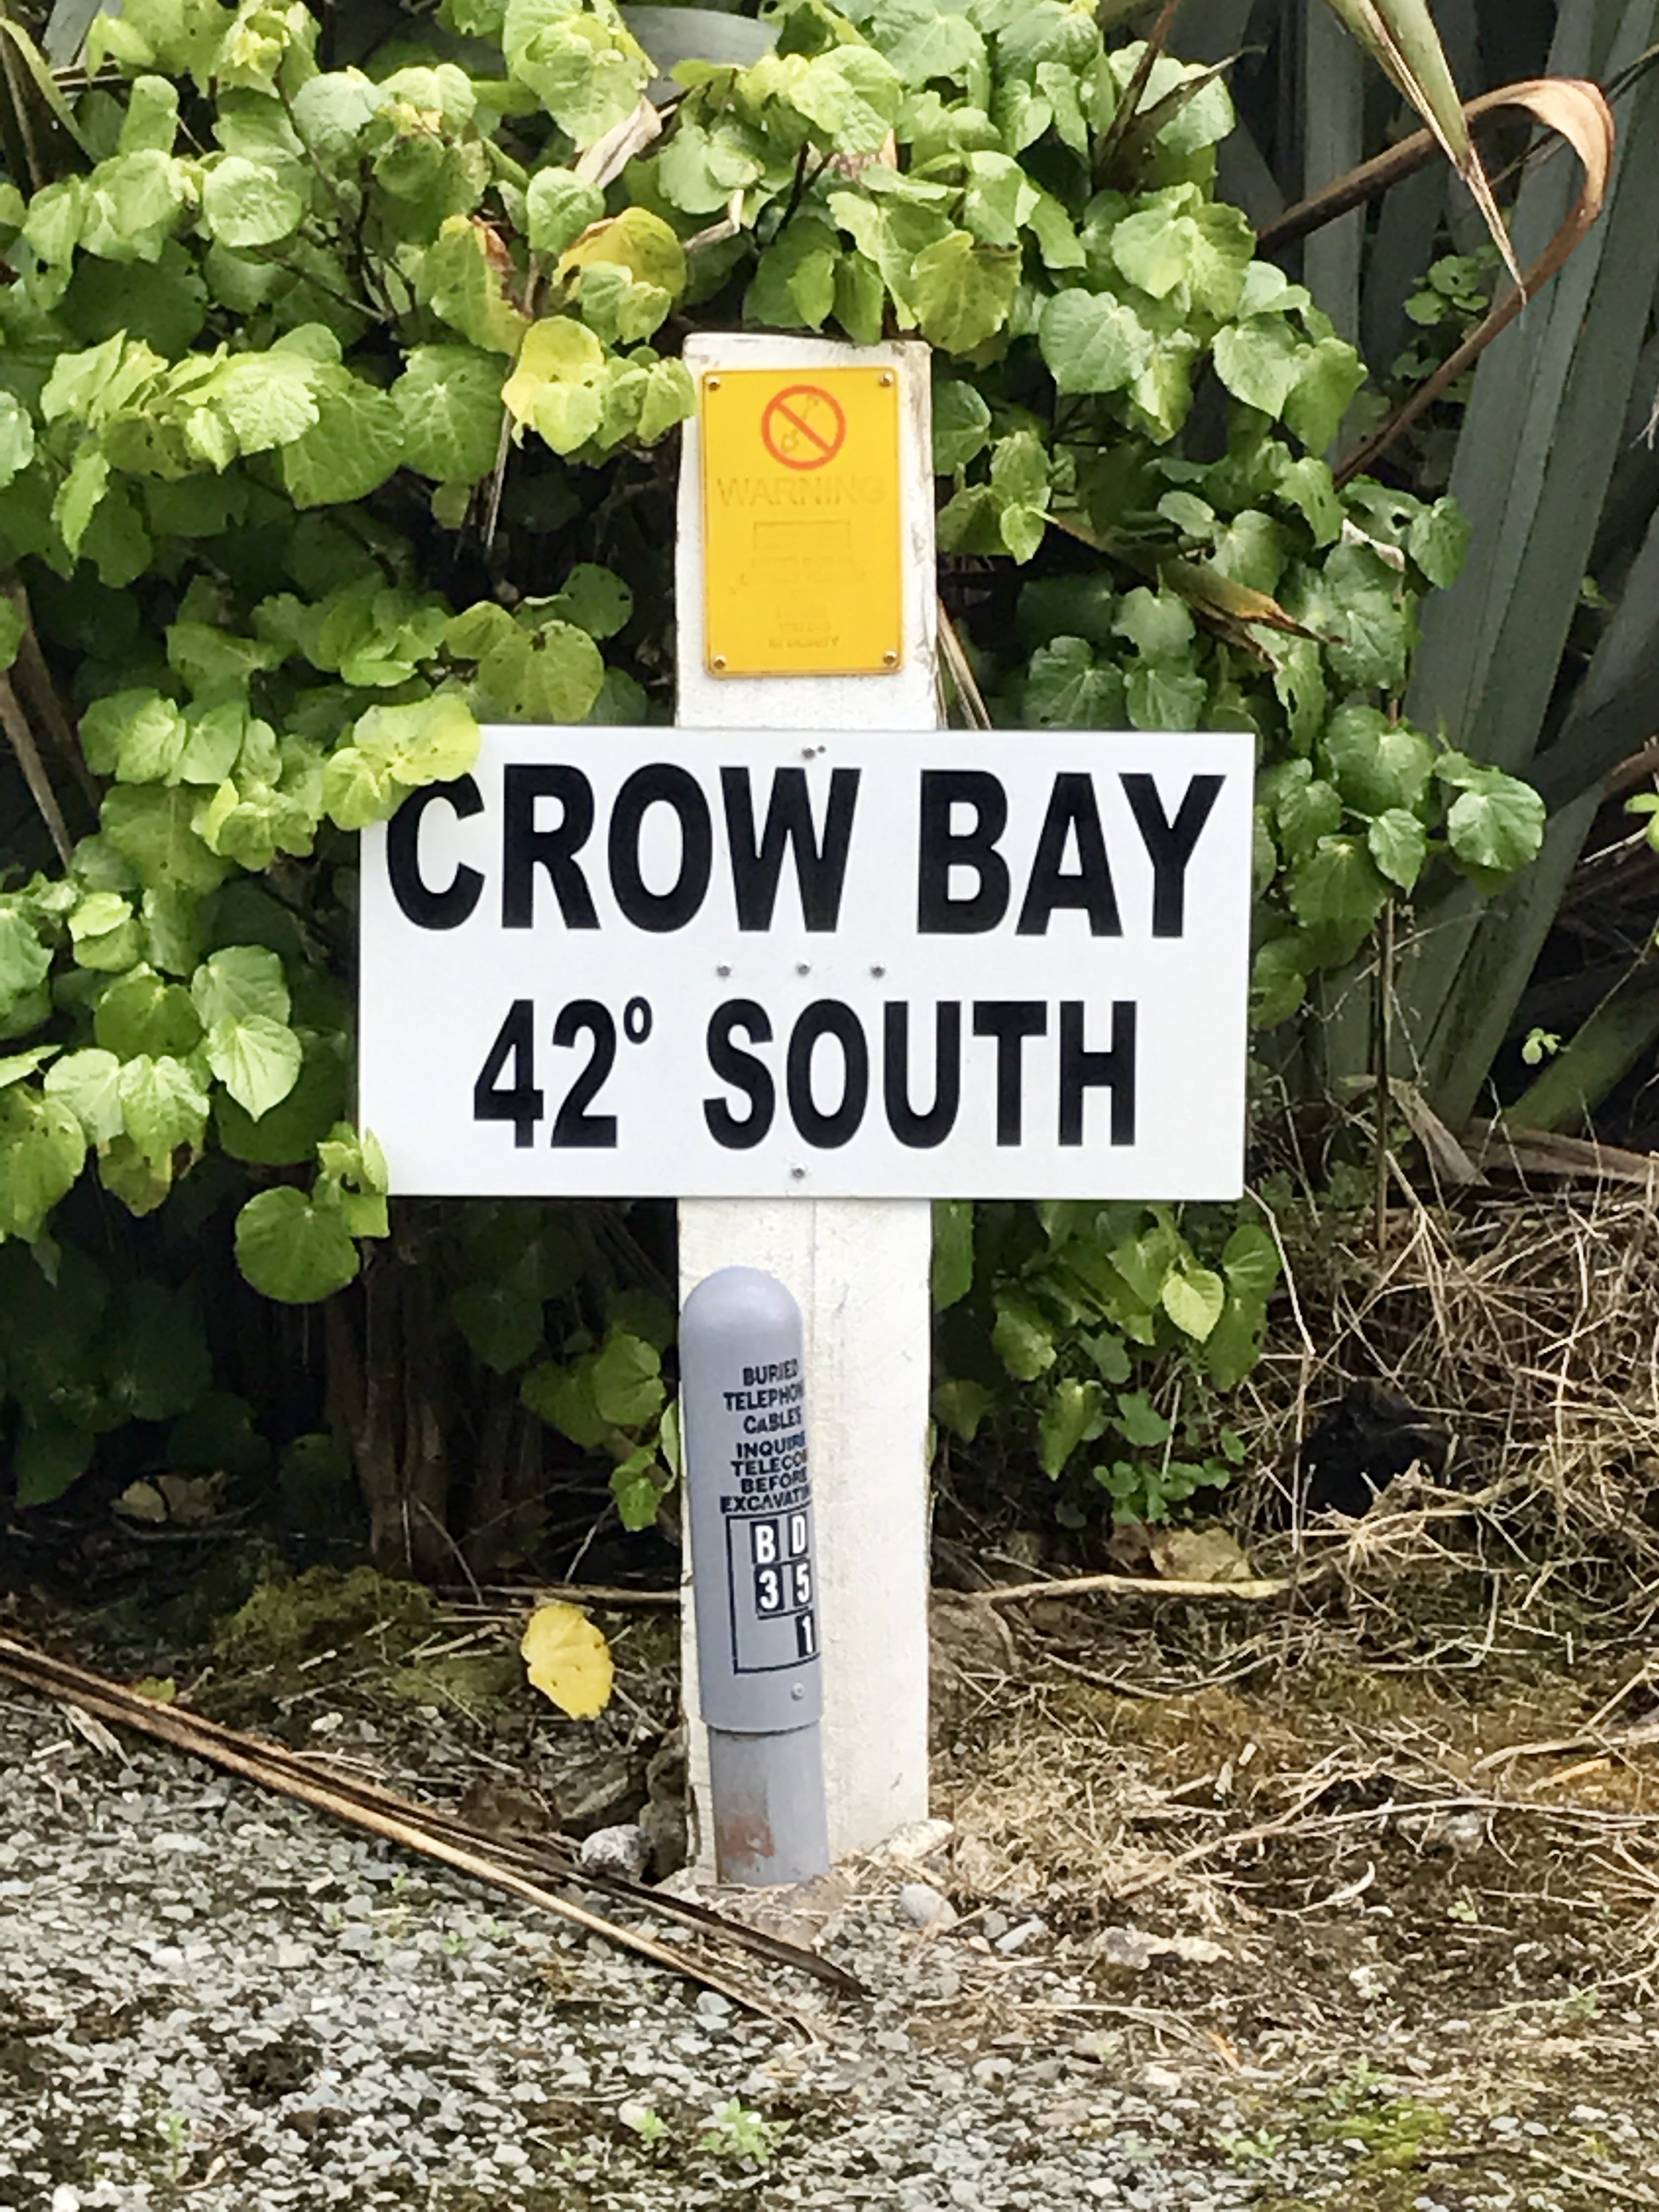 WARNING
CROW BAY
42° SOUTH
BURIED
TELEPHON
CABLES
INQUIRE
TELECO
BEFORE
EXCAVATIN
B D
3 5
1